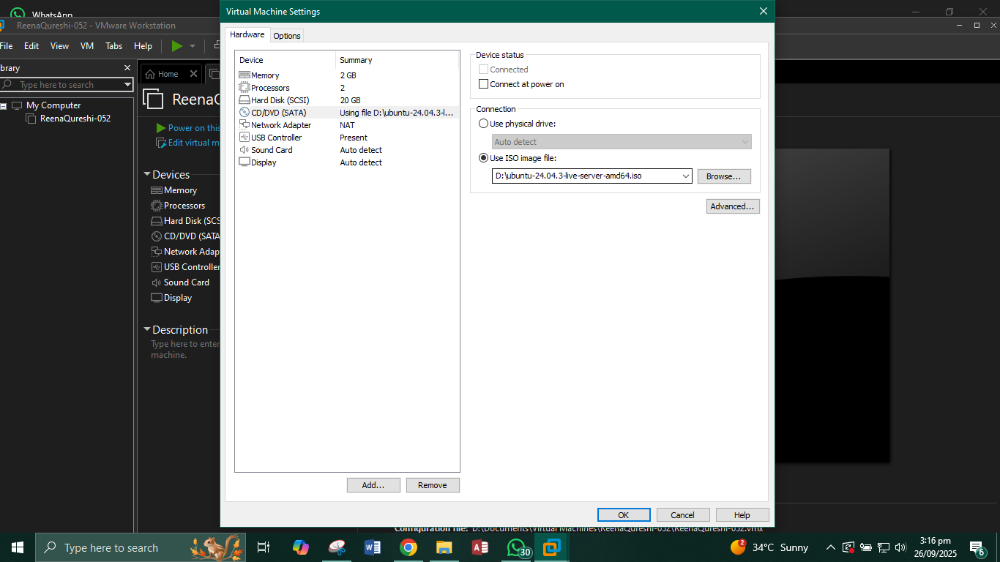 WhatsApp
ReenaQureshi-052 - VMware Workstation
File Edit View VM Tabs Help
Library
Type here to search
My Computer
ReenaQureshi-052
Home
ReenaQ
Power on this
Edit virtual m
Devices
Memory
Processors
Hard Disk (SCS
CD/DVD (SATA
Network Adap
USB Controller
Sound Card
Display
Description
Type here to enter
machine.
Virtual Machine Settings
Hardware Options
Device Summary
Memory 2 GB
Processors 2
Hard Disk (SCSI) 20 GB
CD/DVD (SATA) Using file D:\ubuntu-24.04.3-l...
Network Adapter NAT
USB Controller Present
Sound Card Auto detect
Display Auto detect
Add... Remove
Device status
Connected
Connect at power on
Connection
Use physical drive:
Auto detect
Use ISO image file:
D:\ubuntu-24.04.3-live-server-amd64.iso Browse...
Advanced...
OK Cancel Help
Configuration file: D:\Documents\Virtual Machines\ReenaQureshi-052\ReenaQureshi-052.vmx
Type here to search
30
2
34°C Sunny
3:16 pm
26/09/2025
6